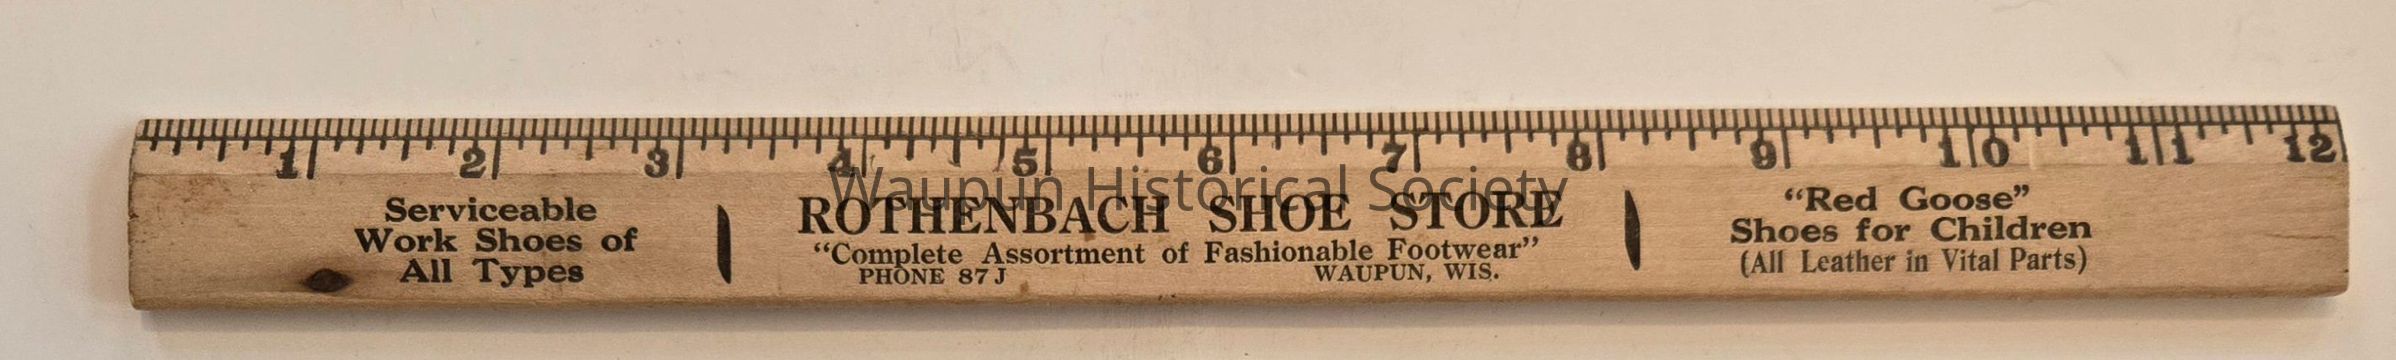 1 2 3 4 5 6 7 8 9 10 11 12
Waupun Historical Society
Serviceable
Work Shoes of
All Types
ROTHENBACH SHOE STORE
"Complete Assortment of Fashionable Footwear"
PHONE 87 J WAUPUN, WIS.
"Red Goose"
Shoes for Children
(All Leather in Vital Parts)